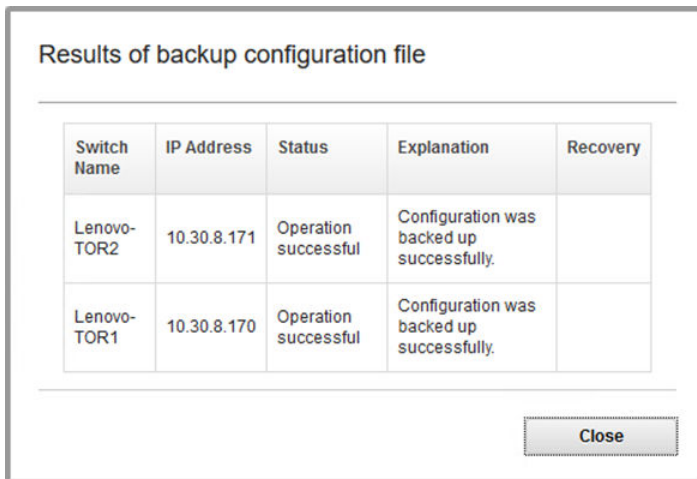 Results of backup configuration file
Switch Name IP Address Status Explanation Recovery
Lenovo-TOR2 10.30.8.171 Operation successful Configuration was backed up successfully.
Lenovo-TOR1 10.30.8.170 Operation successful Configuration was backed up successfully.
Close